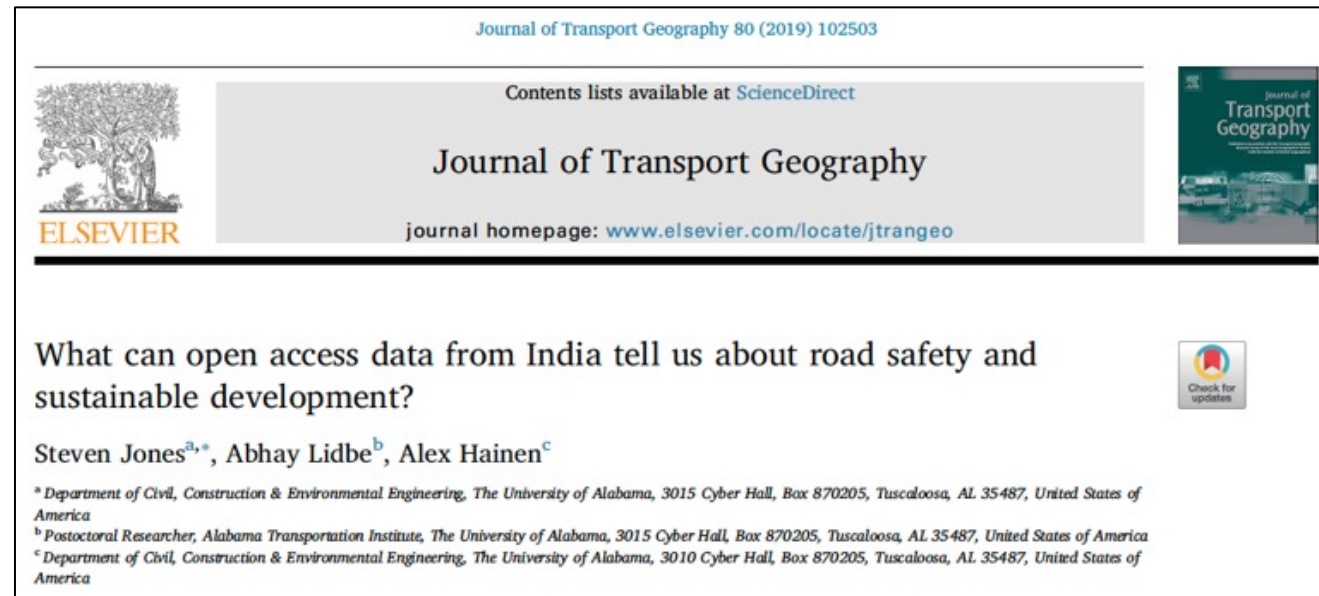 Journal of Transport Geography 80 (2019) 102503
Contents lists available at ScienceDirect
Journal of Transport Geography
journal homepage: www.elsevier.com/locate/jtrangeo
ELSEVIER
Journal of
Transport
Geography
What can open access data from India tell us about road safety and
sustainable development?
Check for
updates
Steven Jonesa,*, Abhay Lidbeb, Alex Hainenc
a Department of Civil, Construction & Environmental Engineering, The University of Alabama, 3015 Cyber Hall, Box 870205, Tuscaloosa, AL 35487, United States of
America
b Postoctoral Researcher, Alabama Transportation Institute, The University of Alabama, 3015 Cyber Hall, Box 870205, Tuscaloosa, AL 35487, United States of America
c Department of Civil, Construction & Environmental Engineering, The University of Alabama, 3010 Cyber Hall, Box 870205, Tuscaloosa, AL 35487, United States of
America